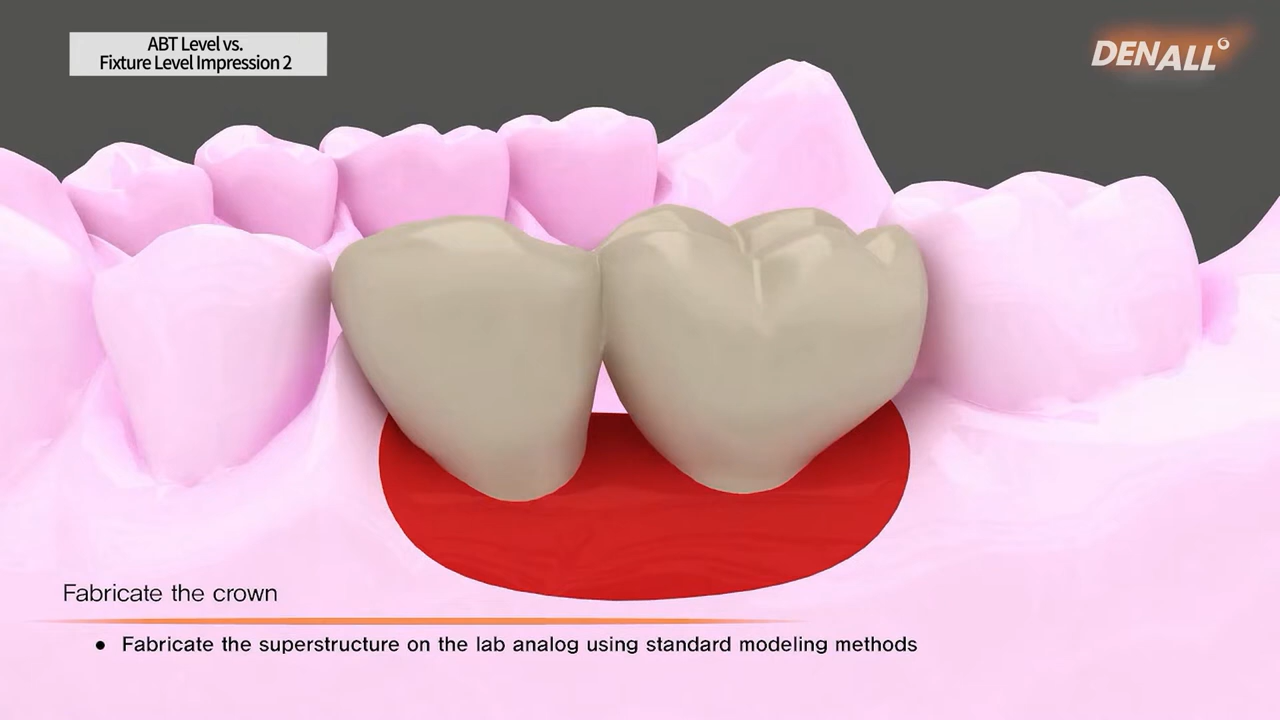 ABT Level vs.
Fixture Level Impression 2
DENALL
Fabricate the crown
• Fabricate the superstructure on the lab analog using standard modeling methods